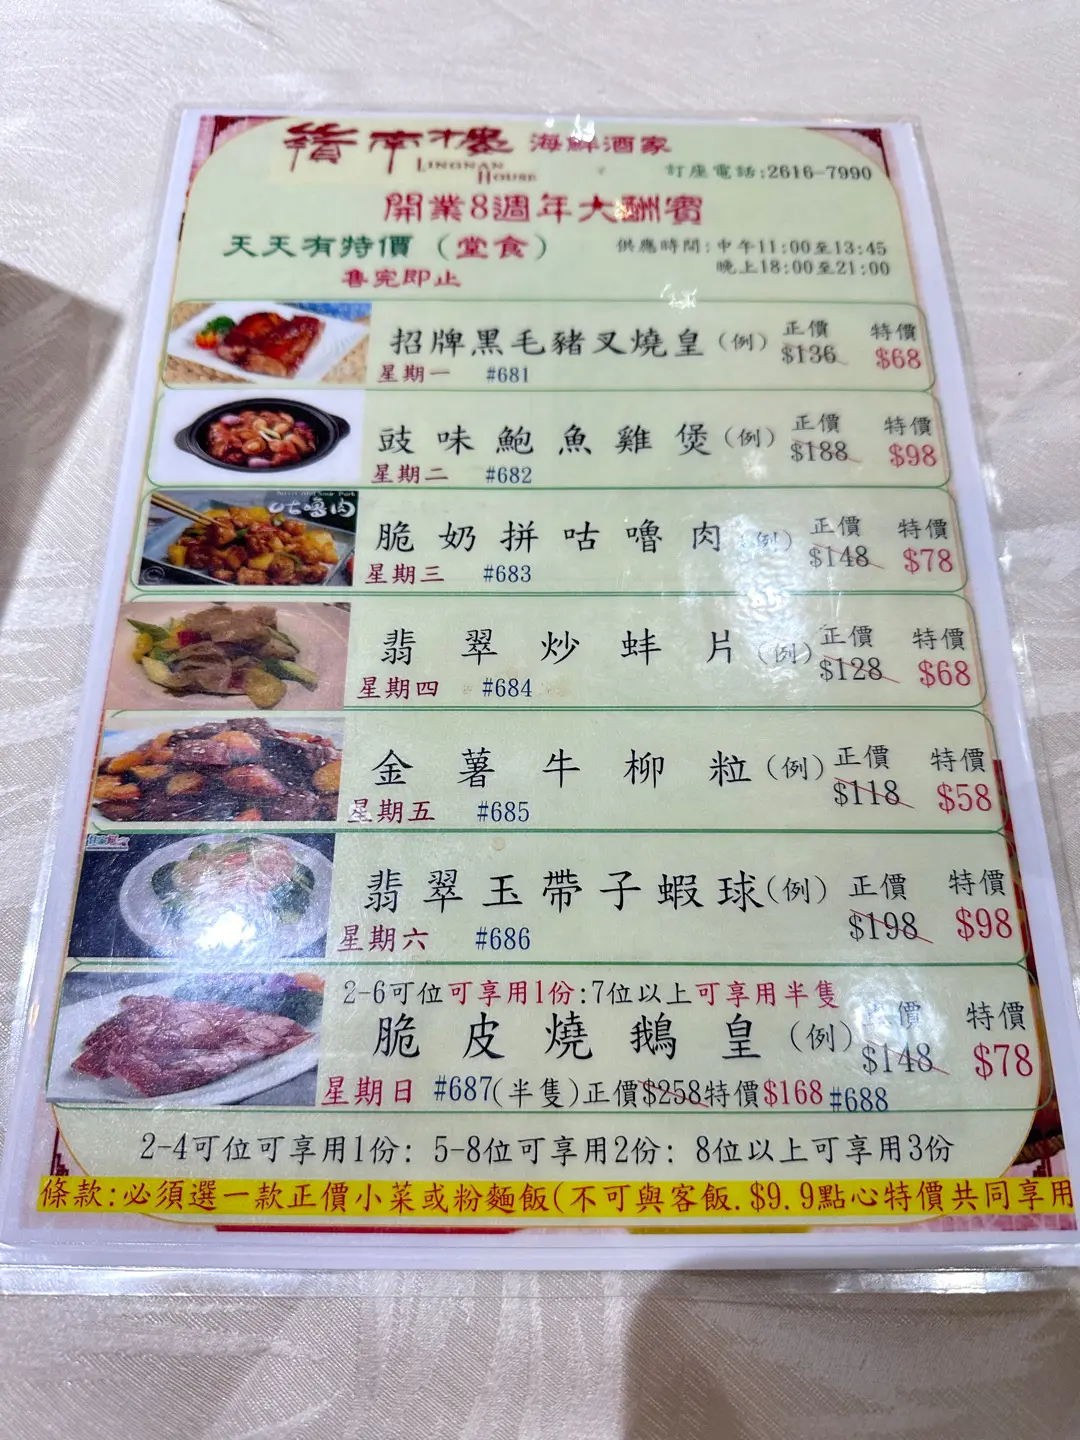 嶺南樓 海鮮酒家
LINGNAN HOUSE
訂座電話:2616-7990
開業8週年大酬賓
天天有特價(堂食)
售完即止
供應時間:中午11:00至13:45
晚上18:00至21:00
招牌黑毛豬叉燒皇(例) 正價 $136 特價 $68
星期一 #681
豉味鮑魚雞煲(例) 正價 $188 特價 $98
星期二 #682
Sweet and Sour Pork
咕嚕肉
脆奶拼咕嚕肉(例) 正價 $148 特價 $78
星期三 #683
翡翠炒蚌片(例) 正價 $128 特價 $68
星期四 #684
金薯牛柳粒(例) 正價 $118 特價 $58
星期五 #685
翡翠玉帶子蝦球(例) 正價 $198 特價 $98
星期六 #686
2-6可位可享用1份:7位以上可享用半隻
脆皮燒鵝皇(例) 正價 $148 特價 $78
星期日 #687(半隻)正價$258特價$168 #688
2-4可位可享用1份: 5-8位可享用2份: 8位以上可享用3份
條款:必須選一款正價小菜或粉麵飯(不可與客飯.$9.9點心特價共同享用